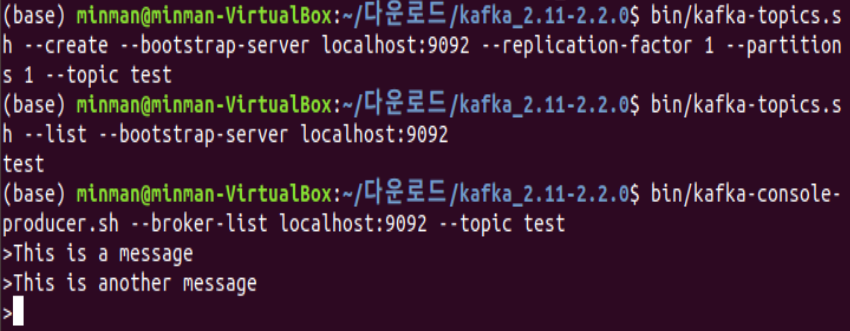 (base) minman@minman-VirtualBox:~/다운로드/kafka_2.11-2.2.0$ bin/kafka-topics.s
h --create --bootstrap-server localhost:9092 --replication-factor 1 --partition
s 1 --topic test
(base) minman@minman-VirtualBox:~/다운로드/kafka_2.11-2.2.0$ bin/kafka-topics.s
h --list --bootstrap-server localhost:9092
test
(base) minman@minman-VirtualBox:~/다운로드/kafka_2.11-2.2.0$ bin/kafka-console-
producer.sh --broker-list localhost:9092 --topic test
>This is a message
>This is another message
>